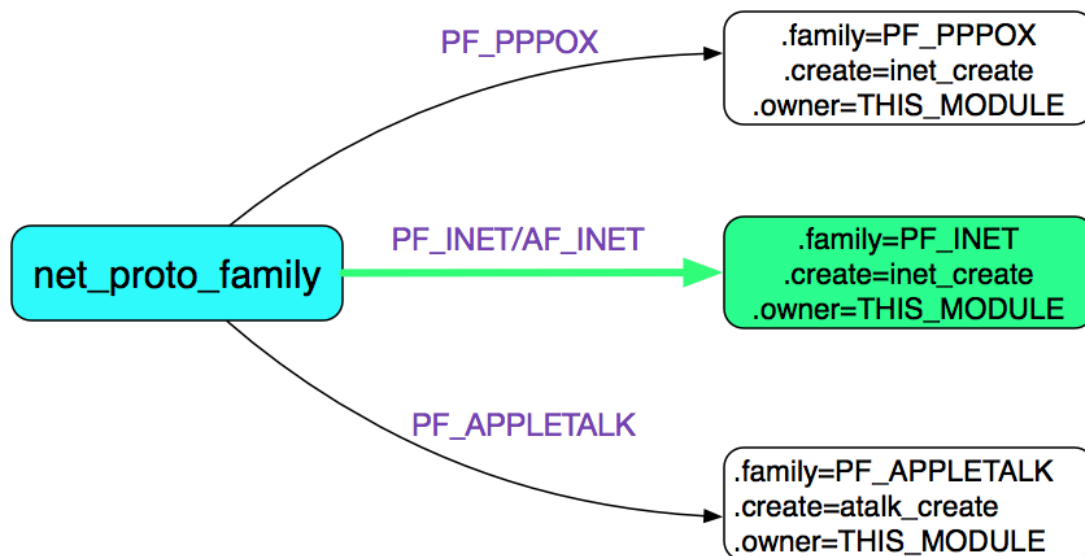 PF_PPPOX
.family=PF_PPPOX
.create=inet_create
.owner=THIS_MODULE
net_proto_family
PF_INET/AF_INET
.family=PF_INET
.create=inet_create
.owner=THIS_MODULE
PF_APPLETALK
.family=PF_APPLETALK
.create=atalk_create
.owner=THIS_MODULE